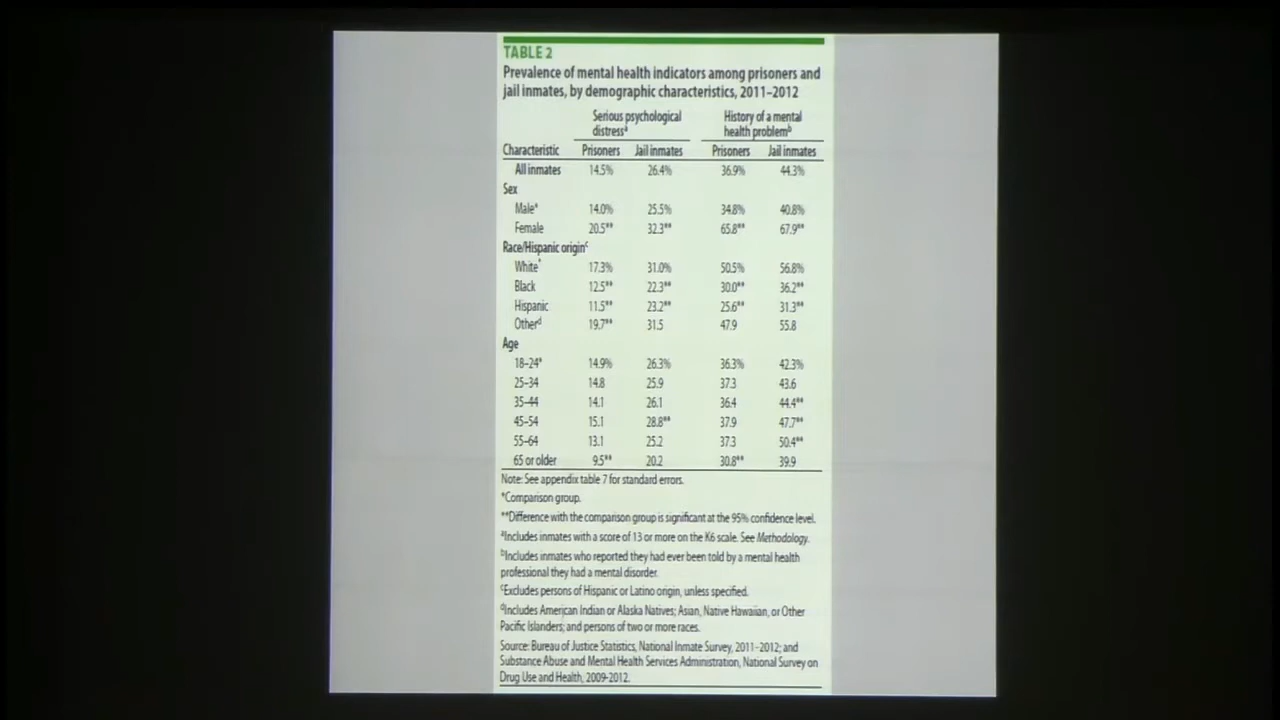 TABLE 2
Prevalence of mental health indicators among prisoners and
jail inmates, by demographic characteristics, 2011–2012
Serious psychological History of a mental
distressᵃ health problemᵇ
Characteristic Prisoners Jail inmates Prisoners Jail inmates
All inmates 14.5% 26.4% 36.9% 44.3%
Sex
Male* 14.0% 25.5% 34.8% 40.8%
Female 20.5** 32.3** 65.8** 67.9**
Race/Hispanic originᶜ
White* 17.3% 31.0% 50.5% 56.8%
Black 12.5** 22.3** 30.0** 36.2**
Hispanic 11.5** 23.2** 25.6** 31.3**
Otherᵈ 19.7** 31.5 47.9 55.8
Age
18–24* 14.9% 26.3% 36.3% 42.3%
25–34 14.8 25.9 37.3 43.6
35–44 14.1 26.1 36.4 44.4**
45–54 15.1 28.8** 37.9 47.7**
55–64 13.1 25.2 37.3 50.4**
65 or older 9.5** 20.2 30.8** 39.9
Note: See appendix table 7 for standard errors.
*Comparison group.
**Difference with the comparison group is significant at the 95% confidence level.
ᵃIncludes inmates with a score of 13 or more on the K6 scale. See Methodology.
ᵇIncludes inmates who reported they had ever been told by a mental health
professional they had a mental disorder.
ᶜExcludes persons of Hispanic or Latino origin, unless specified.
ᵈIncludes American Indian or Alaska Natives; Asian, Native Hawaiian, or Other
Pacific Islanders; and persons of two or more races.
Source: Bureau of Justice Statistics, National Inmate Survey, 2011–2012; and
Substance Abuse and Mental Health Services Administration, National Survey on
Drug Use and Health, 2009-2012.